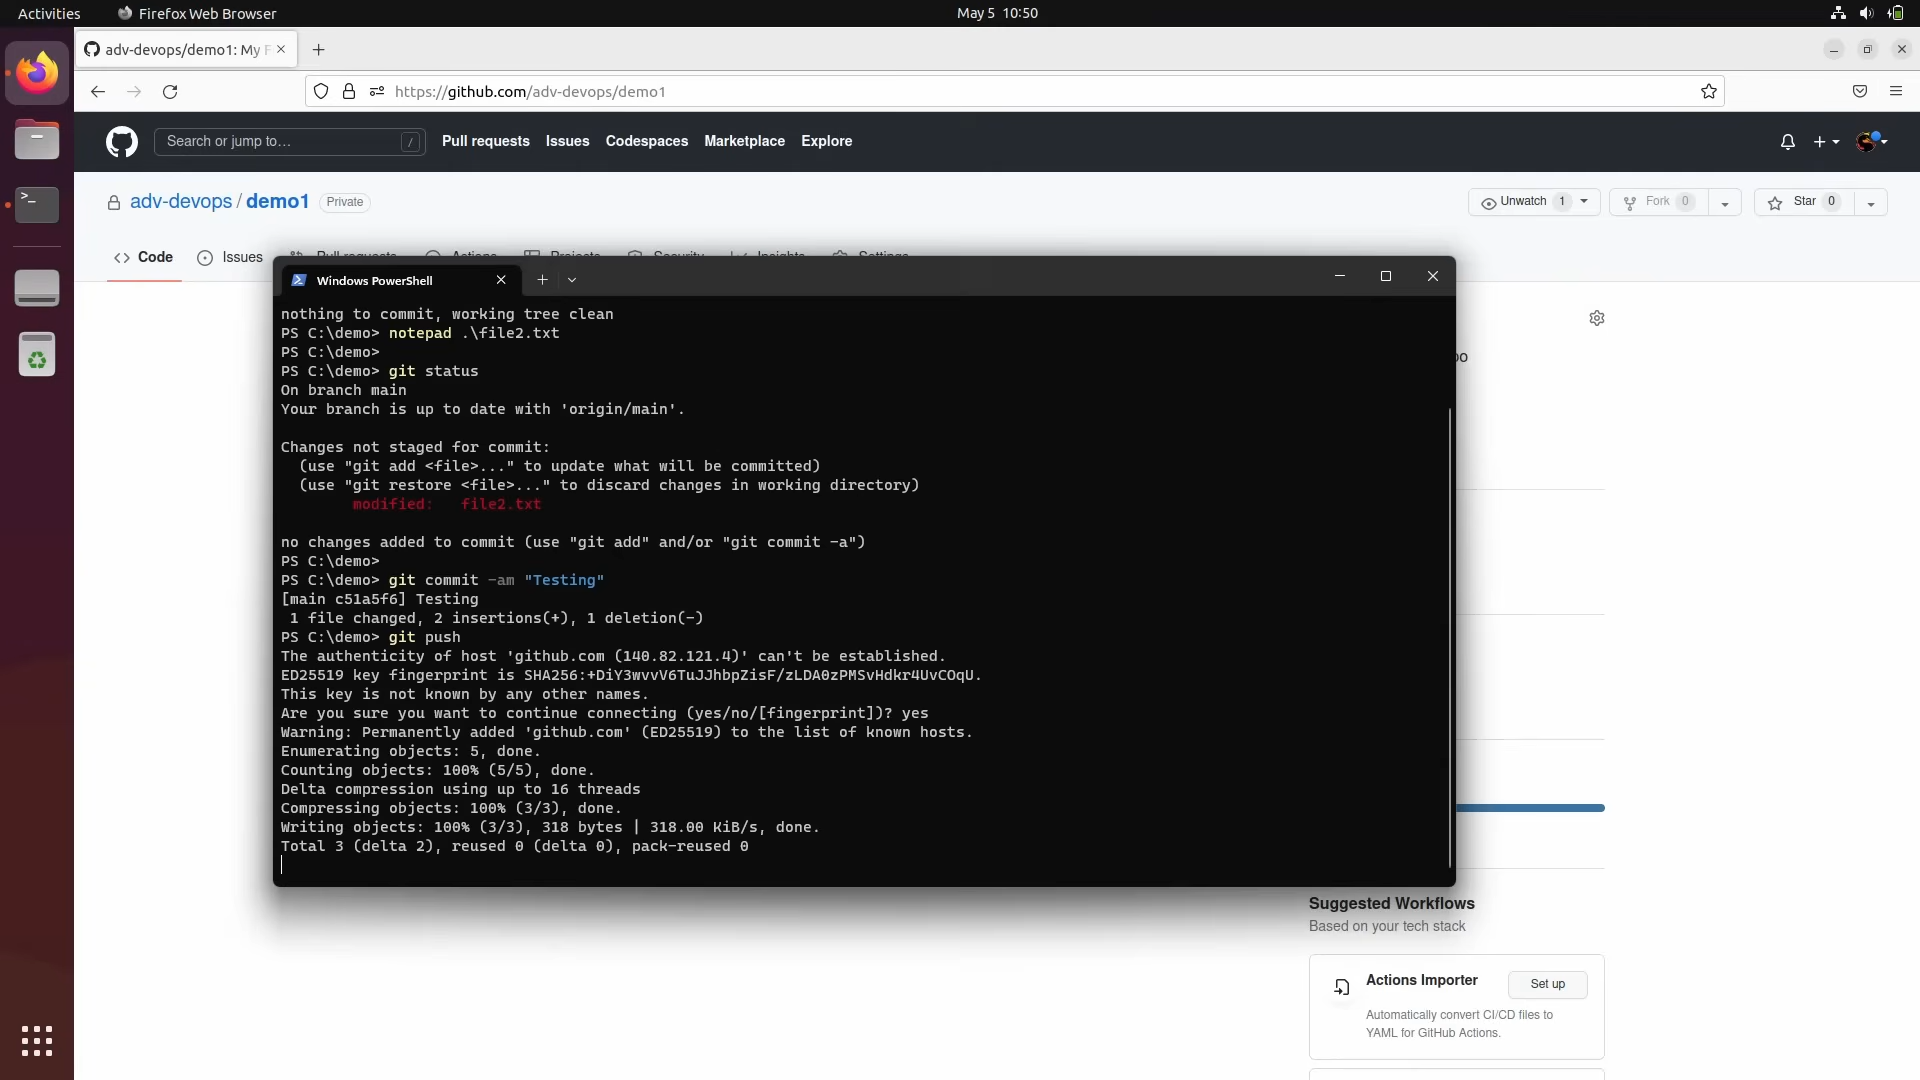 Activities
Firefox Web Browser
May 5 10:50
adv-devops/demo1: My F
https://github.com/adv-devops/demo1
Search or jump to…
/
Pull requests
Issues
Codespaces
Marketplace
Explore
adv-devops / demo1
Private
Unwatch 1
Fork 0
Star 0
Code
Issues
Pull requests
Actions
Projects
Security
Insights
Settings
Windows PowerShell
nothing to commit, working tree clean
PS C:\demo> notepad .\file2.txt
PS C:\demo>
PS C:\demo> git status
On branch main
Your branch is up to date with 'origin/main'.
Changes not staged for commit:
(use "git add <file>..." to update what will be committed)
(use "git restore <file>..." to discard changes in working directory)
modified: file2.txt
no changes added to commit (use "git add" and/or "git commit -a")
PS C:\demo>
PS C:\demo> git commit -am "Testing"
[main c51a5f6] Testing
1 file changed, 2 insertions(+), 1 deletion(-)
PS C:\demo> git push
The authenticity of host 'github.com (140.82.121.4)' can't be established.
ED25519 key fingerprint is SHA256:+DiY3wvvV6TuJJhbpZisF/zLDA0zPMSvHdkr4UvCOqU.
This key is not known by any other names.
Are you sure you want to continue connecting (yes/no/[fingerprint])? yes
Warning: Permanently added 'github.com' (ED25519) to the list of known hosts.
Enumerating objects: 5, done.
Counting objects: 100% (5/5), done.
Delta compression using up to 16 threads
Compressing objects: 100% (3/3), done.
Writing objects: 100% (3/3), 318 bytes | 318.00 KiB/s, done.
Total 3 (delta 2), reused 0 (delta 0), pack-reused 0
Suggested Workflows
Based on your tech stack
Actions Importer
Set up
Automatically convert CI/CD files to
YAML for GitHub Actions.